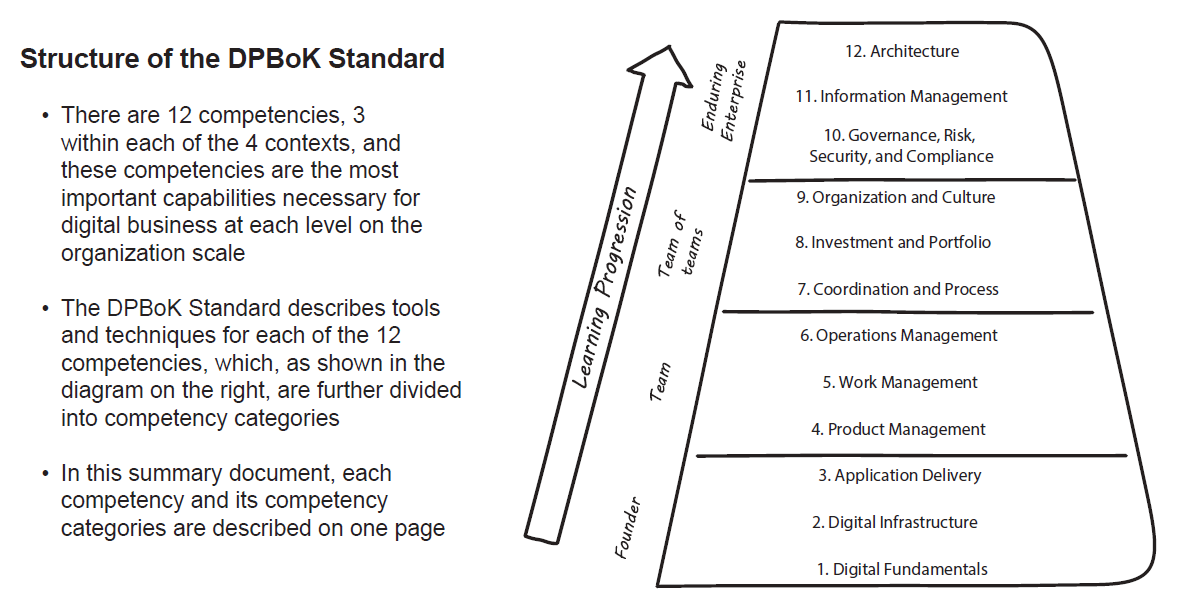 Structure of the DPBoK Standard
• There are 12 competencies, 3
within each of the 4 contexts, and
these competencies are the most
important capabilities necessary for
digital business at each level on the
organization scale
• The DPBoK Standard describes tools
and techniques for each of the 12
competencies, which, as shown in the
diagram on the right, are further divided
into competency categories
• In this summary document, each
competency and its competency
categories are described on one page
Learning Progression
Enduring
Enterprise
Team of
teams
Team
Founder
12. Architecture
11. Information Management
10. Governance, Risk,
Security, and Compliance
9. Organization and Culture
8. Investment and Portfolio
7. Coordination and Process
6. Operations Management
5. Work Management
4. Product Management
3. Application Delivery
2. Digital Infrastructure
1. Digital Fundamentals